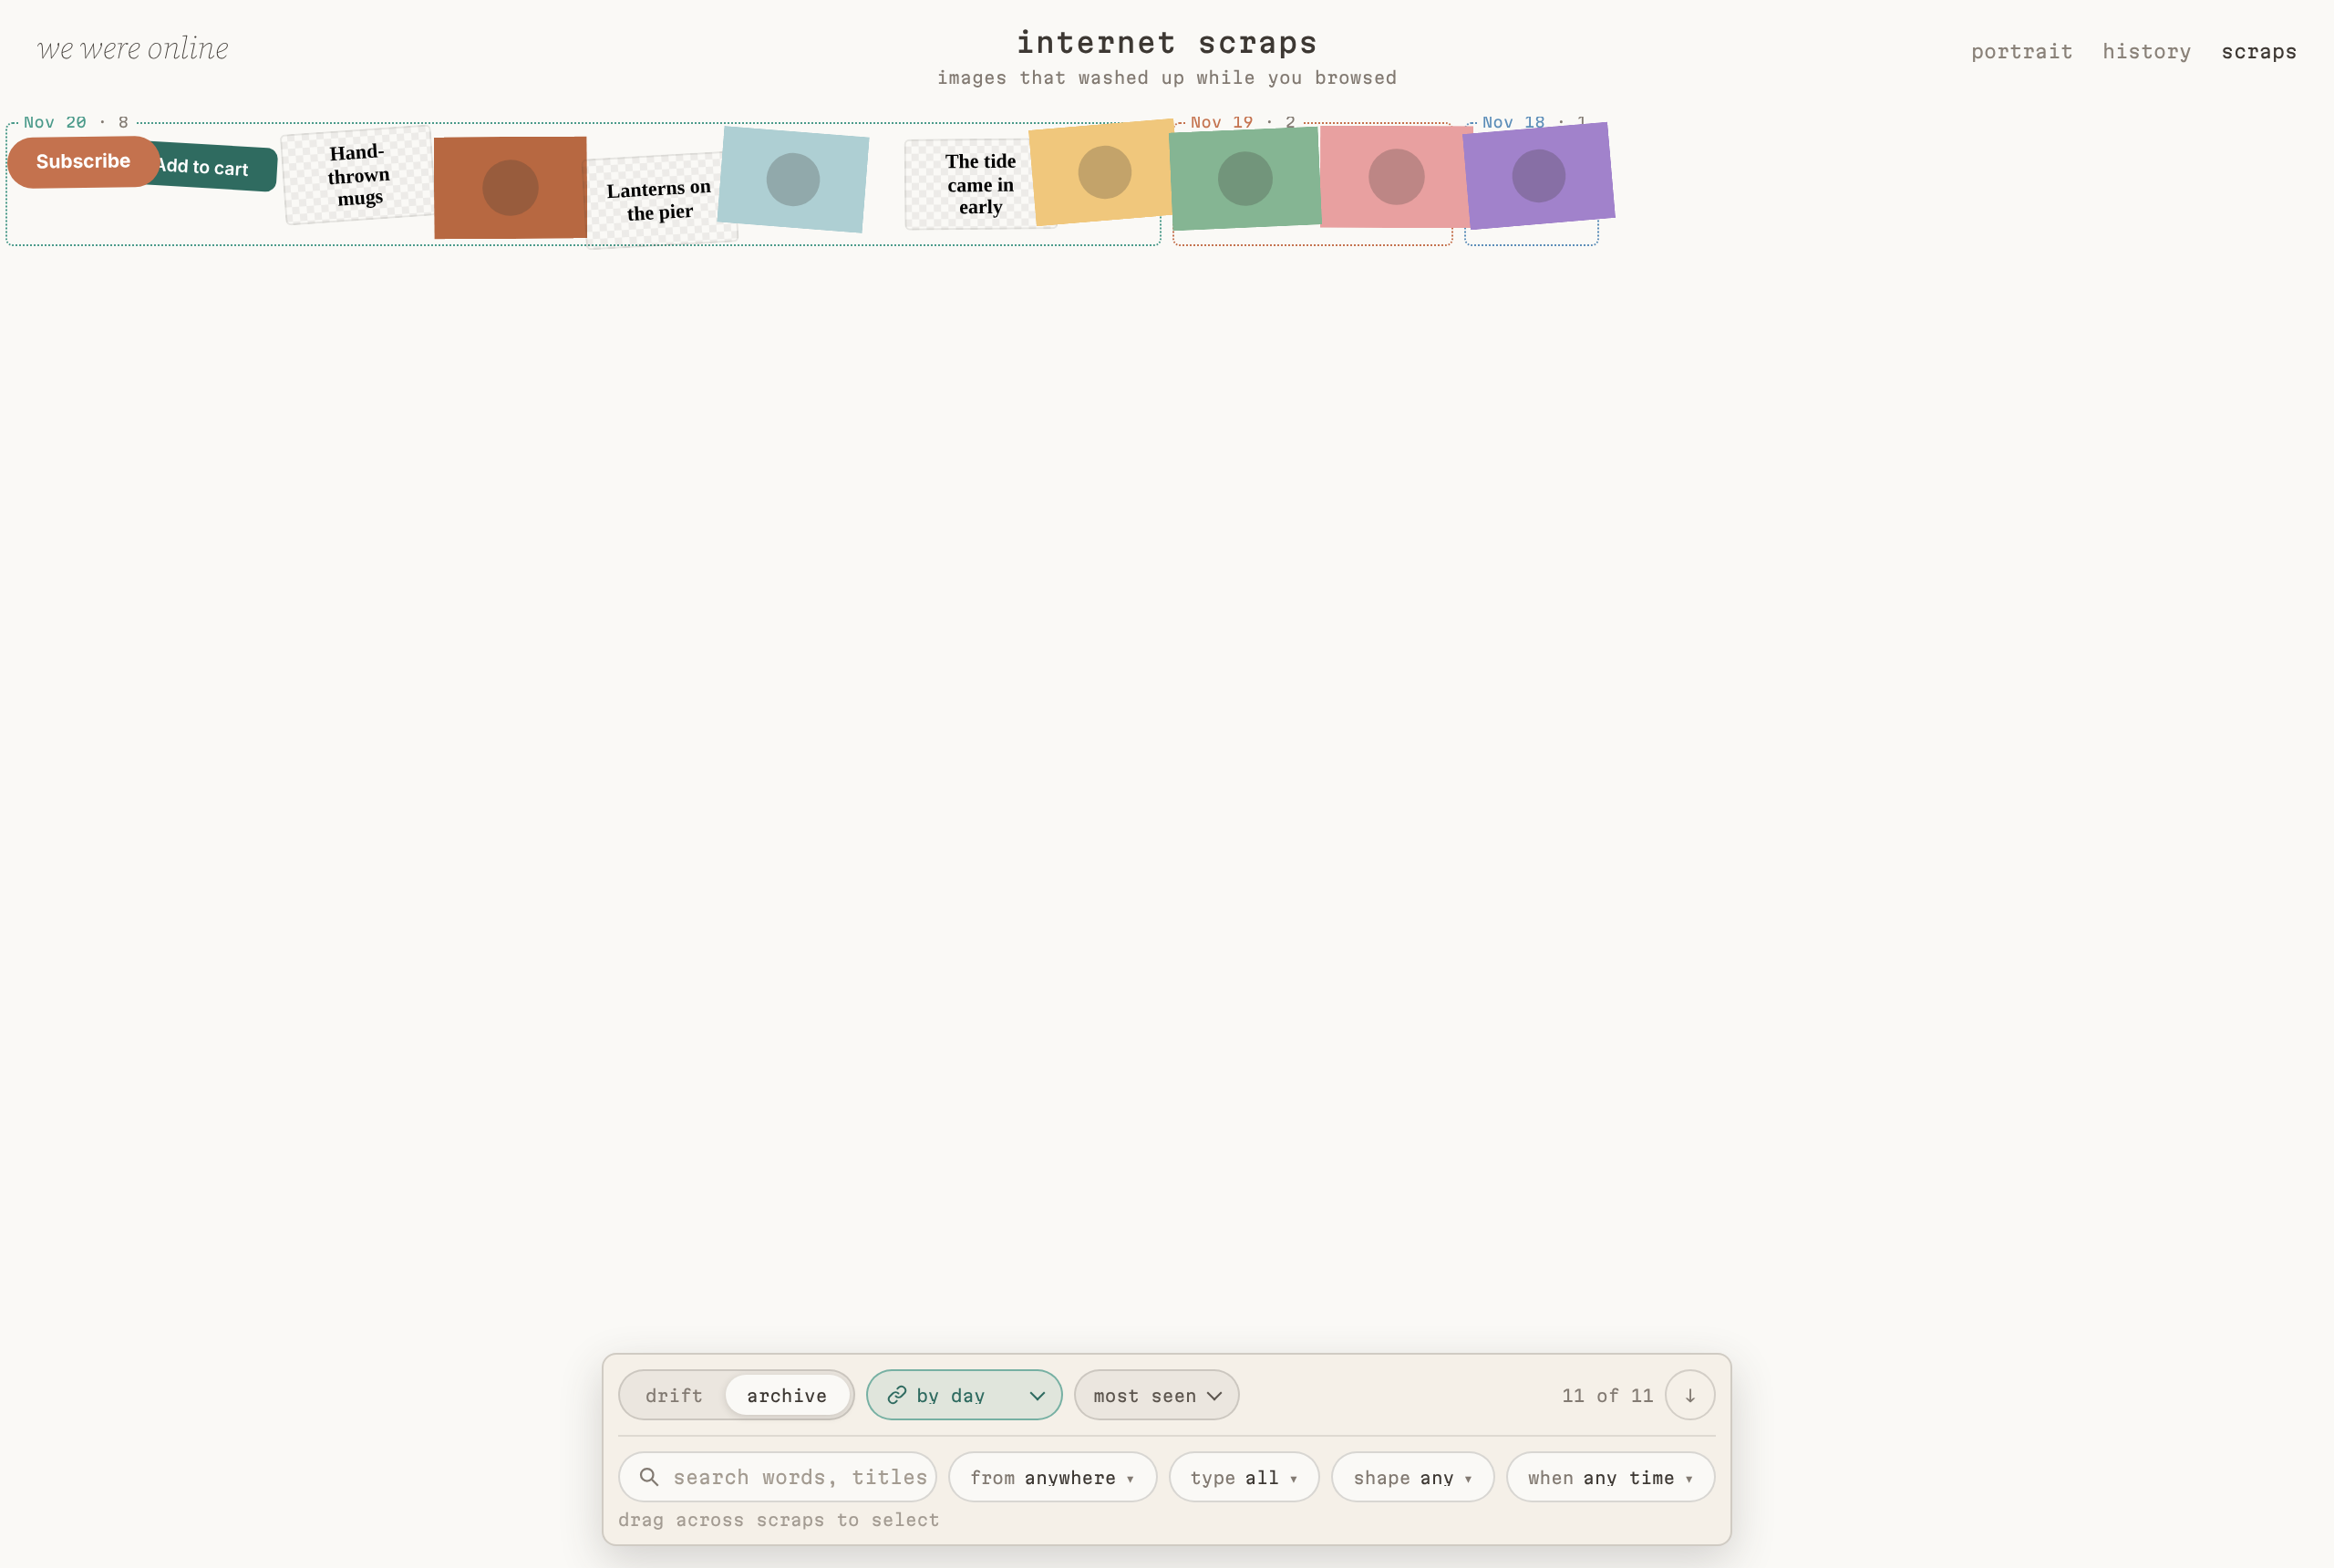 we were online
internet scraps
images that washed up while you browsed
portrait history scraps
Nov 20 · 8
Nov 19 · 2
Nov 18 · 1
Subscribe
Add to cart
Hand-
thrown
mugs
Lanterns on
the pier
The tide
came in
early
drift archive by day most seen 11 of 11 ↓
search words, titles from anywhere ▾ type all ▾ shape any ▾ when any time ▾
drag across scraps to select